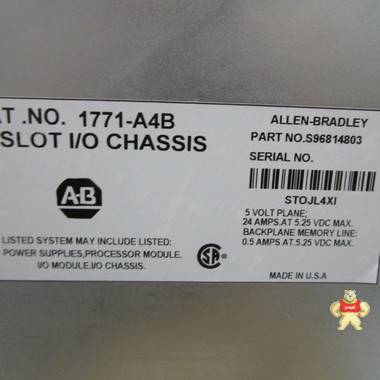 AT .NO. 1771-A4B
SLOT I/O CHASSIS
A-B
LISTED SYSTEM MAY INCLUDE LISTED:
POWER SUPPLIES,PROCESSOR MODULE.
I/O MODULE.I/O CHASSIS.
ALLEN-BRADLEY
PART NO.S96814803
SERIAL NO.
STOJL4XI
5 VOLT PLANE;
24 AMPS.AT 5.25 VDC MAX.
BACKPLANE MEMORY LINE:
0.5 AMPS.AT.5.25 VDC MAX.
MADE IN U.S.A